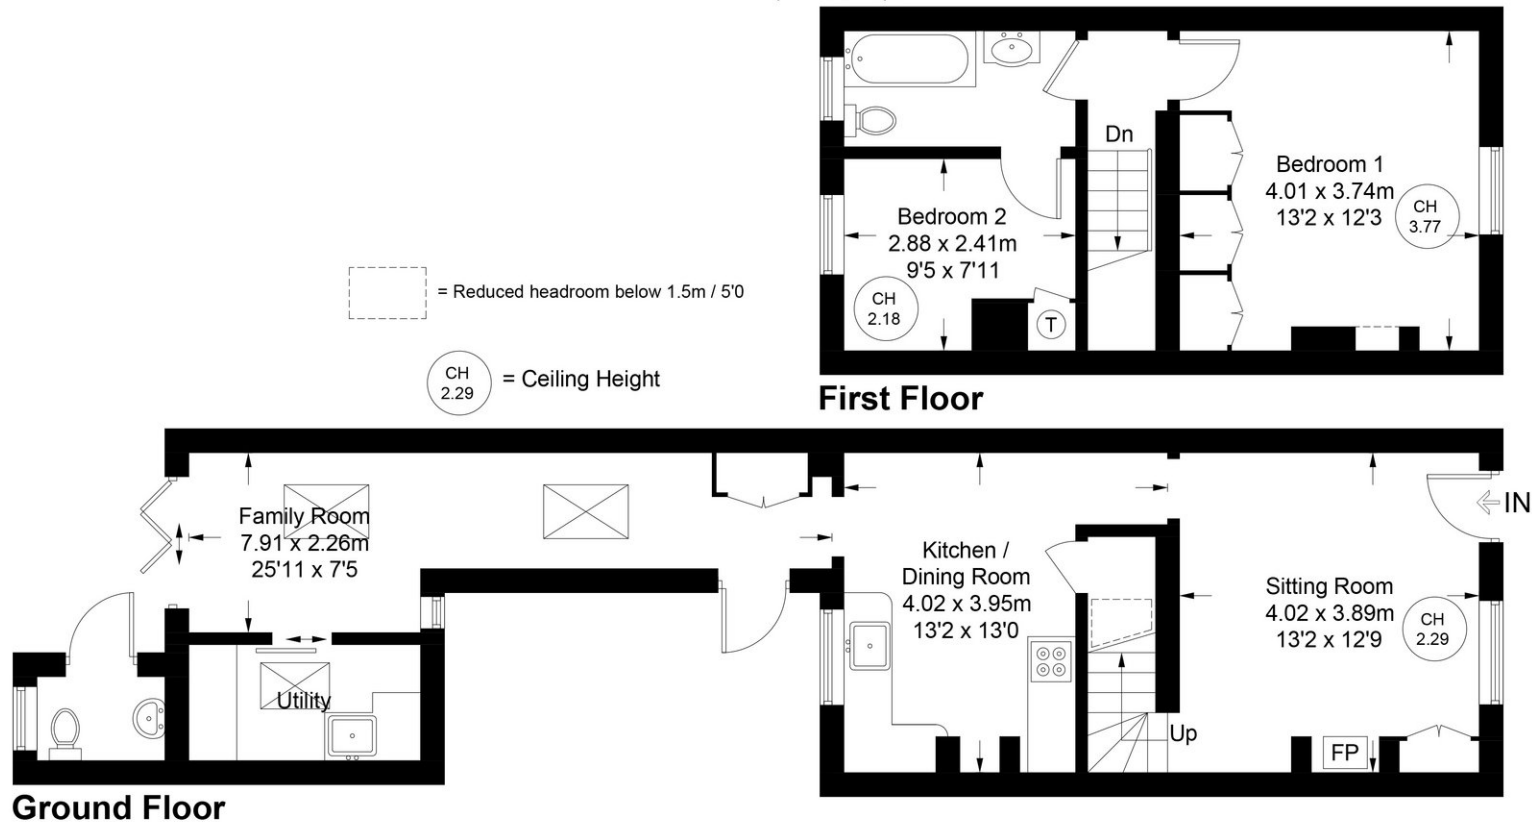 Dn
Bedroom 1
4.01 x 3.74m
13'2 x 12'3
CH
3.77
Bedroom 2
2.88 x 2.41m
9'5 x 7'11
CH
2.18
T
= Reduced headroom below 1.5m / 5'0
CH
2.29
= Ceiling Height
First Floor
IN
Family Room
7.91 x 2.26m
25'11 x 7'5
Kitchen /
Dining Room
4.02 x 3.95m
13'2 x 13'0
Sitting Room
4.02 x 3.89m
13'2 x 12'9
CH
2.29
Utility
Up
FP
Ground Floor